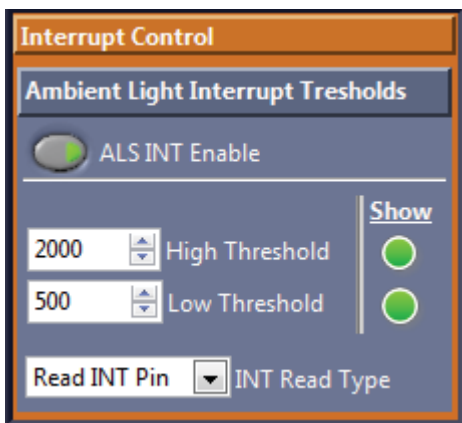 Interrupt Control
Ambient Light Interrupt Tresholds
ALS INT Enable
Show
2000 High Threshold
500 Low Threshold
Read INT Pin INT Read Type